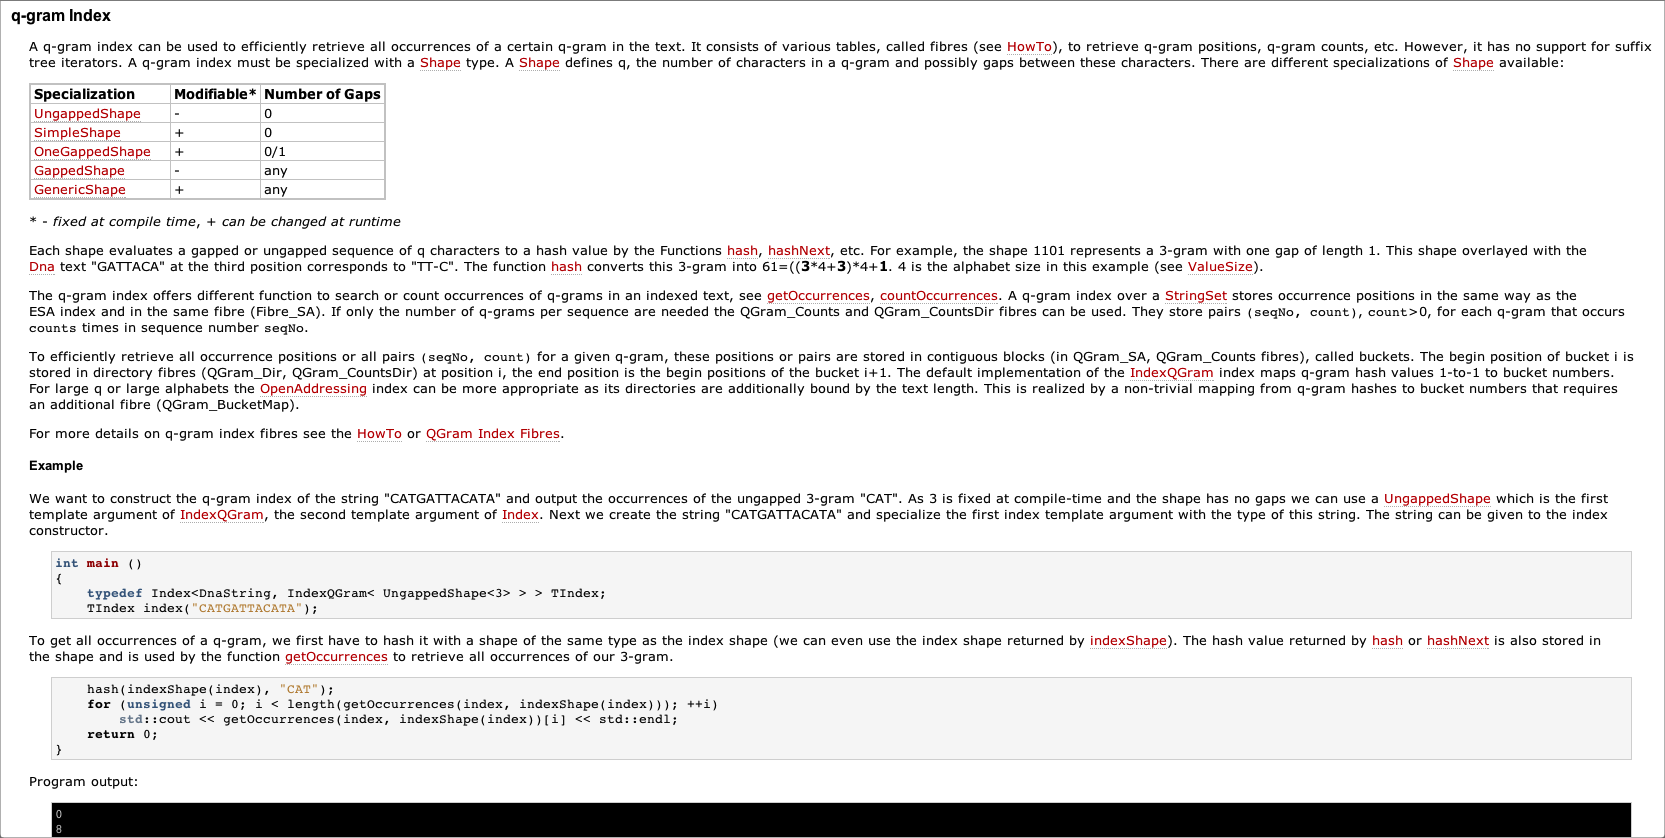 q-gram Index
A q-gram index can be used to efficiently retrieve all occurrences of a certain q-gram in the text. It consists of various tables, called fibres (see HowTo), to retrieve q-gram positions, q-gram counts, etc. However, it has no support for suffix
tree iterators. A q-gram index must be specialized with a Shape type. A Shape defines q, the number of characters in a q-gram and possibly gaps between these characters. There are different specializations of Shape available:
Specialization Modifiable* Number of Gaps
UngappedShape - 0
SimpleShape + 0
OneGappedShape + 0/1
GappedShape - any
GenericShape + any
* - fixed at compile time, + can be changed at runtime
Each shape evaluates a gapped or ungapped sequence of q characters to a hash value by the Functions hash, hashNext, etc. For example, the shape 1101 represents a 3-gram with one gap of length 1. This shape overlayed with the
Dna text "GATTACA" at the third position corresponds to "TT-C". The function hash converts this 3-gram into 61=((3*4+3)*4+1. 4 is the alphabet size in this example (see ValueSize).
The q-gram index offers different function to search or count occurrences of q-grams in an indexed text, see getOccurrences, countOccurrences. A q-gram index over a StringSet stores occurrence positions in the same way as the
ESA index and in the same fibre (Fibre_SA). If only the number of q-grams per sequence are needed the QGram_Counts and QGram_CountsDir fibres can be used. They store pairs (seqNo, count), count>0, for each q-gram that occurs
counts times in sequence number seqNo.
To efficiently retrieve all occurrence positions or all pairs (seqNo, count) for a given q-gram, these positions or pairs are stored in contiguous blocks (in QGram_SA, QGram_Counts fibres), called buckets. The begin position of bucket i is
stored in directory fibres (QGram_Dir, QGram_CountsDir) at position i, the end position is the begin positions of the bucket i+1. The default implementation of the IndexQGram index maps q-gram hash values 1-to-1 to bucket numbers.
For large q or large alphabets the OpenAddressing index can be more appropriate as its directories are additionally bound by the text length. This is realized by a non-trivial mapping from q-gram hashes to bucket numbers that requires
an additional fibre (QGram_BucketMap).
For more details on q-gram index fibres see the HowTo or QGram Index Fibres.
Example
We want to construct the q-gram index of the string "CATGATTACATA" and output the occurrences of the ungapped 3-gram "CAT". As 3 is fixed at compile-time and the shape has no gaps we can use a UngappedShape which is the first
template argument of IndexQGram, the second template argument of Index. Next we create the string "CATGATTACATA" and specialize the first index template argument with the type of this string. The string can be given to the index
constructor.
int main ()
{
    typedef Index<DnaString, IndexQGram< UngappedShape<3> > > TIndex;
    TIndex index("CATGATTACATA");
To get all occurrences of a q-gram, we first have to hash it with a shape of the same type as the index shape (we can even use the index shape returned by indexShape). The hash value returned by hash or hashNext is also stored in
the shape and is used by the function getOccurrences to retrieve all occurrences of our 3-gram.
    hash(indexShape(index), "CAT");
    for (unsigned i = 0; i < length(getOccurrences(index, indexShape(index))); ++i)
        std::cout << getOccurrences(index, indexShape(index))[i] << std::endl;
    return 0;
}
Program output:
0
8